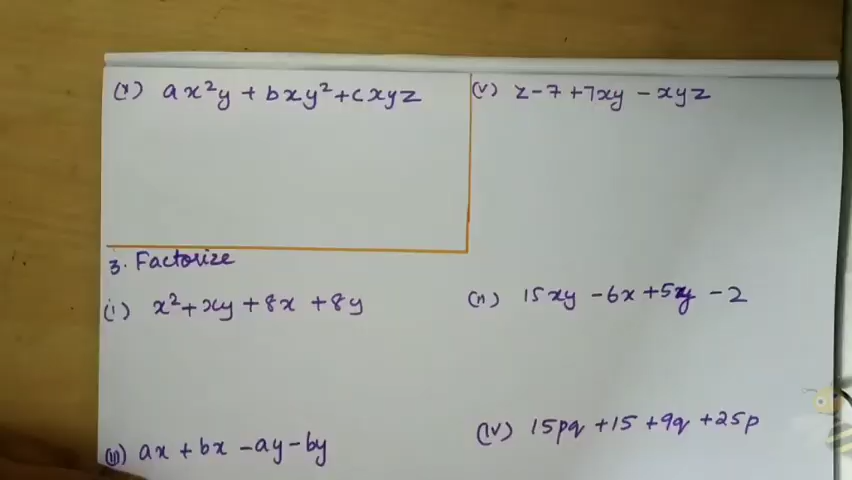 (x) ax²y + bxy² + cxyz
(v) z - 7 + 7xy - xyz
3. Factorize
(i) x² + xy + 8x + 8y
(ii) 15xy - 6x + 5y - 2
(iii) ax + bx - ay - by
(iv) 15pq + 15 + 9q + 25p